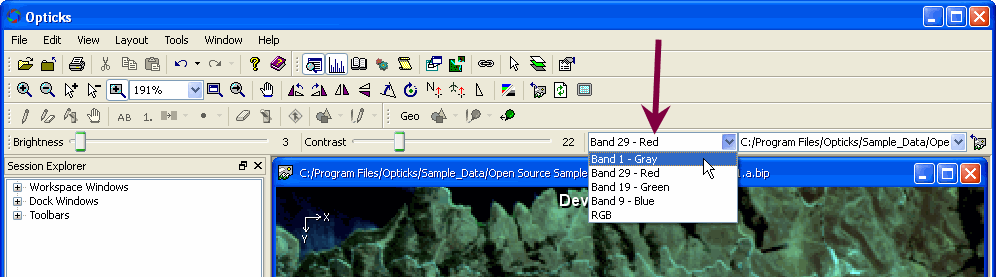 Opticks
File Edit View Layout Tools Window Help
191%
N
AB 1. Geo
Brightness 3 Contrast 22 Band 29 - Red C:/Program Files/Opticks/Sample_Data/Ope
Band 1 - Gray
Band 29 - Red
Band 19 - Green
Band 9 - Blue
RGB
Session Explorer
Workspace Windows
Dock Windows
Toolbars
C:/Program Files/Opticks/Sample_Data/Open Source Sample 1.a.bip
Dev
X
Y